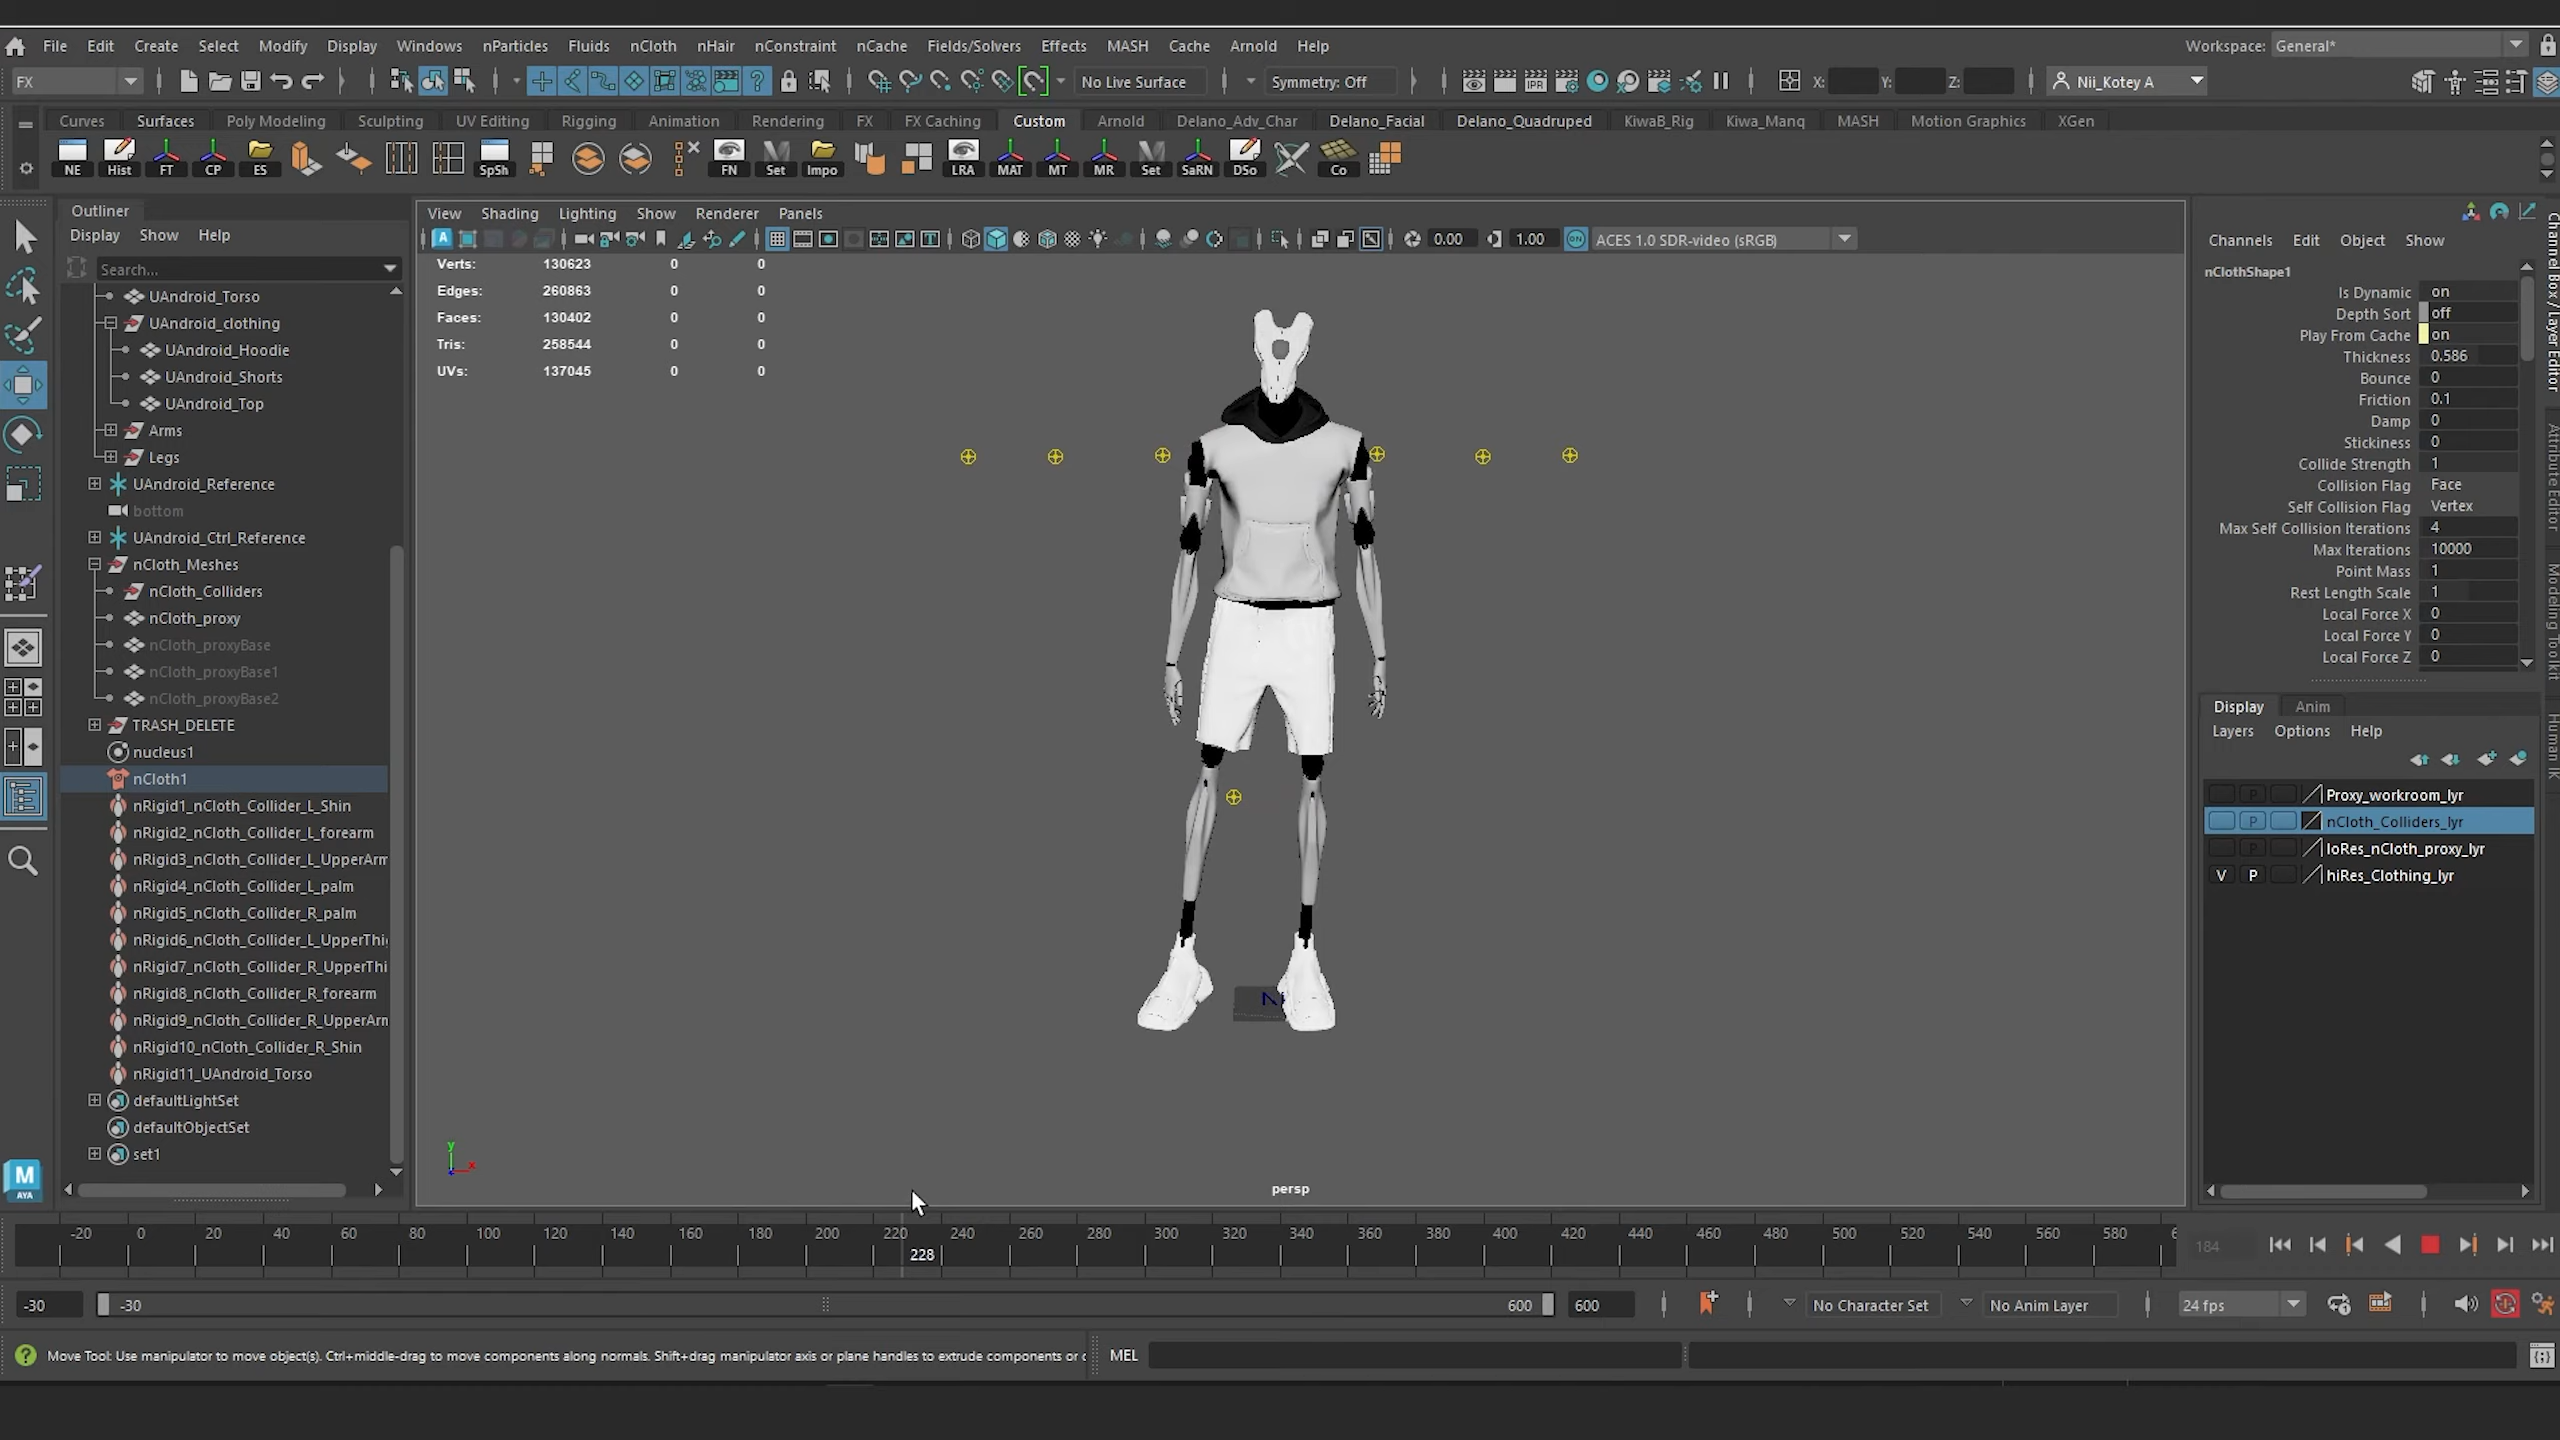 File Edit Create Select Modify Display Windows nParticles Fluids nCloth nHair nConstraint nCache Fields/Solvers Effects MASH Cache Arnold Help Workspace: General*
FX No Live Surface Symmetry: Off IPR X: Y: Z: Nii_Kotey A
Curves Surfaces Poly Modeling Sculpting UV Editing Rigging Animation Rendering FX FX Caching Custom Arnold Delano_Adv_Char Delano_Facial Delano_Quadruped KiwaB_Rig Kiwa_Manq MASH Motion Graphics XGen
NE Hist FT CP ES SpSh FN Set Impo LRA MAT MT MR Set SaRN DSo Co
Outliner
Display Show Help
Search...
UAndroid_Torso
UAndroid_clothing
UAndroid_Hoodie
UAndroid_Shorts
UAndroid_Top
Arms
Legs
UAndroid_Reference
bottom
UAndroid_Ctrl_Reference
nCloth_Meshes
nCloth_Colliders
nCloth_proxy
nCloth_proxyBase
nCloth_proxyBase1
nCloth_proxyBase2
TRASH_DELETE
nucleus1
nCloth1
nRigid1_nCloth_Collider_L_Shin
nRigid2_nCloth_Collider_L_forearm
nRigid3_nCloth_Collider_L_UpperArm
nRigid4_nCloth_Collider_L_palm
nRigid5_nCloth_Collider_R_palm
nRigid6_nCloth_Collider_L_UpperThi
nRigid7_nCloth_Collider_R_UpperThi
nRigid8_nCloth_Collider_R_forearm
nRigid9_nCloth_Collider_R_UpperArm
nRigid10_nCloth_Collider_R_Shin
nRigid11_UAndroid_Torso
defaultLightSet
defaultObjectSet
set1
M
AYA
View Shading Lighting Show Renderer Panels
A T 0.00 1.00 ON ACES 1.0 SDR-video (sRGB)
Verts: 130623 0 0
Edges: 260863 0 0
Faces: 130402 0 0
Tris: 258544 0 0
UVs: 137045 0 0
N
y
x
persp
Channels Edit Object Show
nClothShape1
Is Dynamic on
Depth Sort off
Play From Cache on
Thickness 0.586
Bounce 0
Friction 0.1
Damp 0
Stickiness 0
Collide Strength 1
Collision Flag Face
Self Collision Flag Vertex
Max Self Collision Iterations 4
Max Iterations 10000
Point Mass 1
Rest Length Scale 1
Local Force X 0
Local Force Y 0
Local Force Z 0
Display Anim
Layers Options Help
P Proxy_workroom_lyr
P nCloth_Colliders_lyr
P loRes_nCloth_proxy_lyr
V P hiRes_Clothing_lyr
Channel Box / Layer Editor
Attribute Editor
Modeling Toolkit
Human IK
-20 0 20 40 60 80 100 120 140 160 180 200 220 240 260 280 300 320 340 360 380 400 420 440 460 480 500 520 540 560 580 6
228
184
-30 -30 600 600 No Character Set No Anim Layer 24 fps
Move Tool: Use manipulator to move object(s). Ctrl+middle-drag to move components along normals. Shift+drag manipulator axis or plane handles to extrude components or c MEL